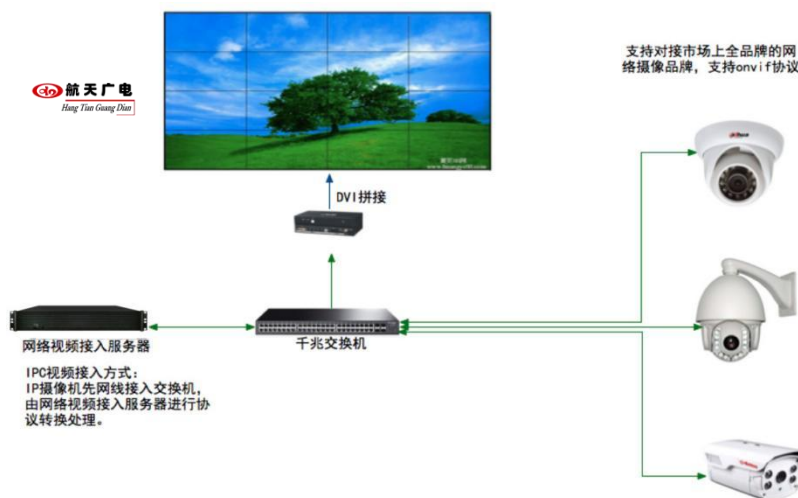 支持对接市场上全品牌的网
络摄像品牌，支持onvif协议
航天广电
Hang Tian Guang Dian
DVI拼接
网络视频接入服务器
千兆交换机
IPC视频接入方式：
IP摄像机先网线接入交换机，
由网络视频接入服务器进行协
议转换处理。
alhua